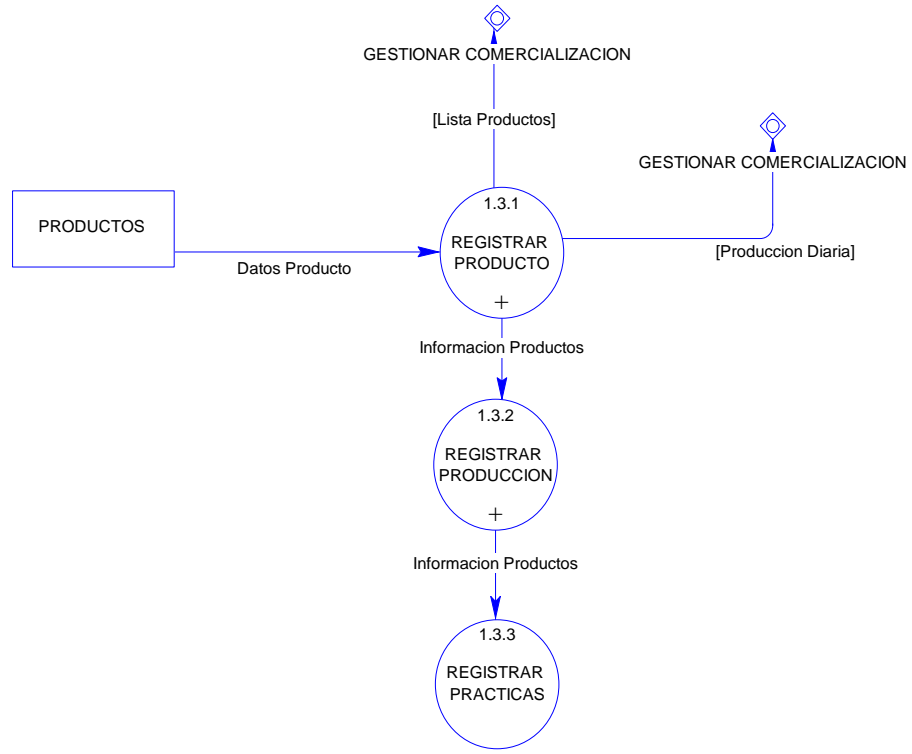 GESTIONAR COMERCIALIZACION
[Lista Productos]
GESTIONAR COMERCIALIZACION
PRODUCTOS
Datos Producto
1.3.1
REGISTRAR
PRODUCTO
+
[Produccion Diaria]
Informacion Productos
1.3.2
REGISTRAR
PRODUCCION
+
Informacion Productos
1.3.3
REGISTRAR
PRACTICAS